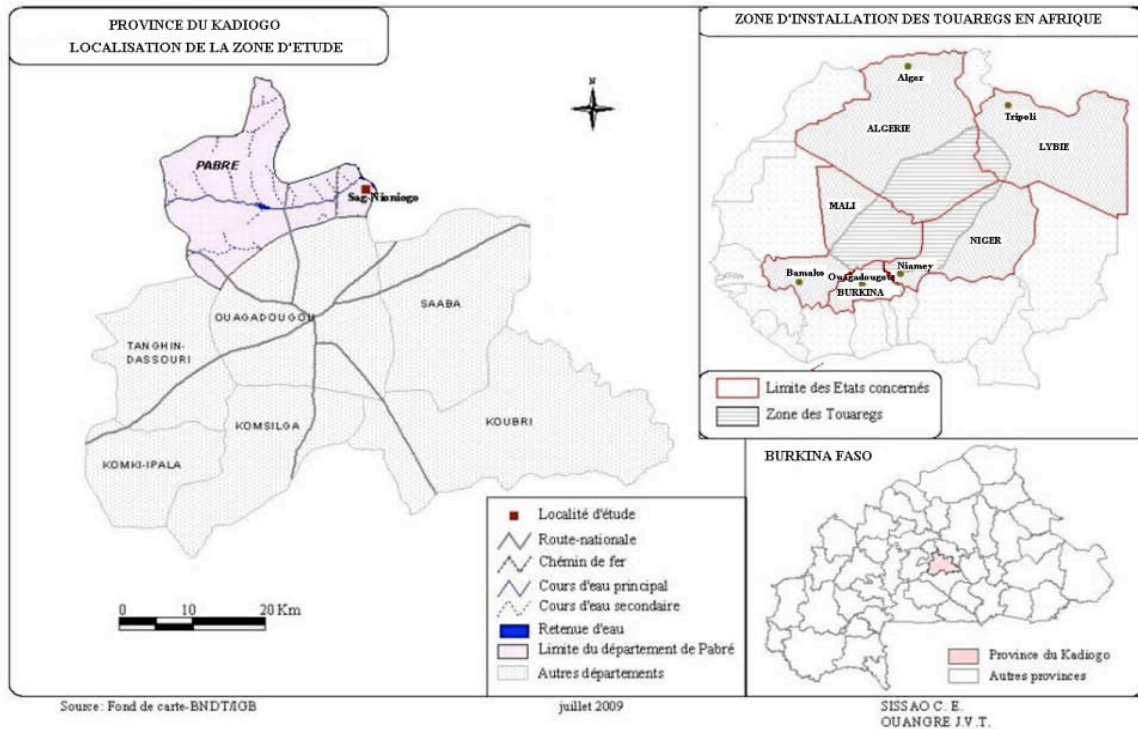 PROVINCE DU KADIOGO
LOCALISATION DE LA ZONE D'ETUDE
N
PABRE
Sag-Nioniogo
OUAGADOUGOU
SAABA
TANGHIN-
DASSOURI
KOMSILGA
KOUBRI
KOMKI-IPALA
0 10 20 Km
Localité d'étude
Route-nationale
Chémin de fer
Cours d'eau principal
Cours d'eau secondaire
Retenue d'eau
Limite du département de Pabré
Autres départements
ZONE D'INSTALLATION DES TOUAREGS EN AFRIQUE
Alger
Tripoli
ALGERIE
LYBIE
MALI
NIGER
Bamako
Niamey
Ouagadougou
BURKINA
Limite des Etats concernés
Zone des Touaregs
BURKINA FASO
Province du Kadiogo
Autres provinces
Source: Fond de carte-BNDT/IGB
juillet 2009
SISSAO C. E.
OUANGRE J.V.T.